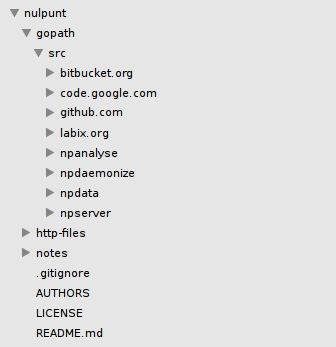 nulpunt
gopath
src
bitbucket.org
code.google.com
github.com
labix.org
npanalyse
npdaemonize
npdata
npserver
http-files
notes
.gitignore
AUTHORS
LICENSE
README.md